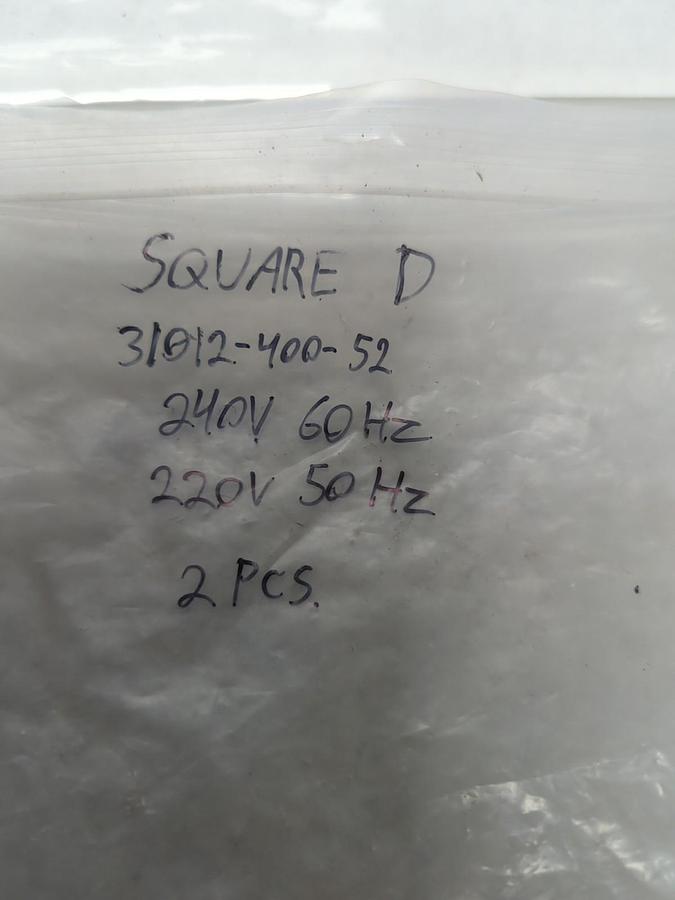 SQUARE D
31012-400-52
240V 60Hz
220V 50Hz
2 PCS.